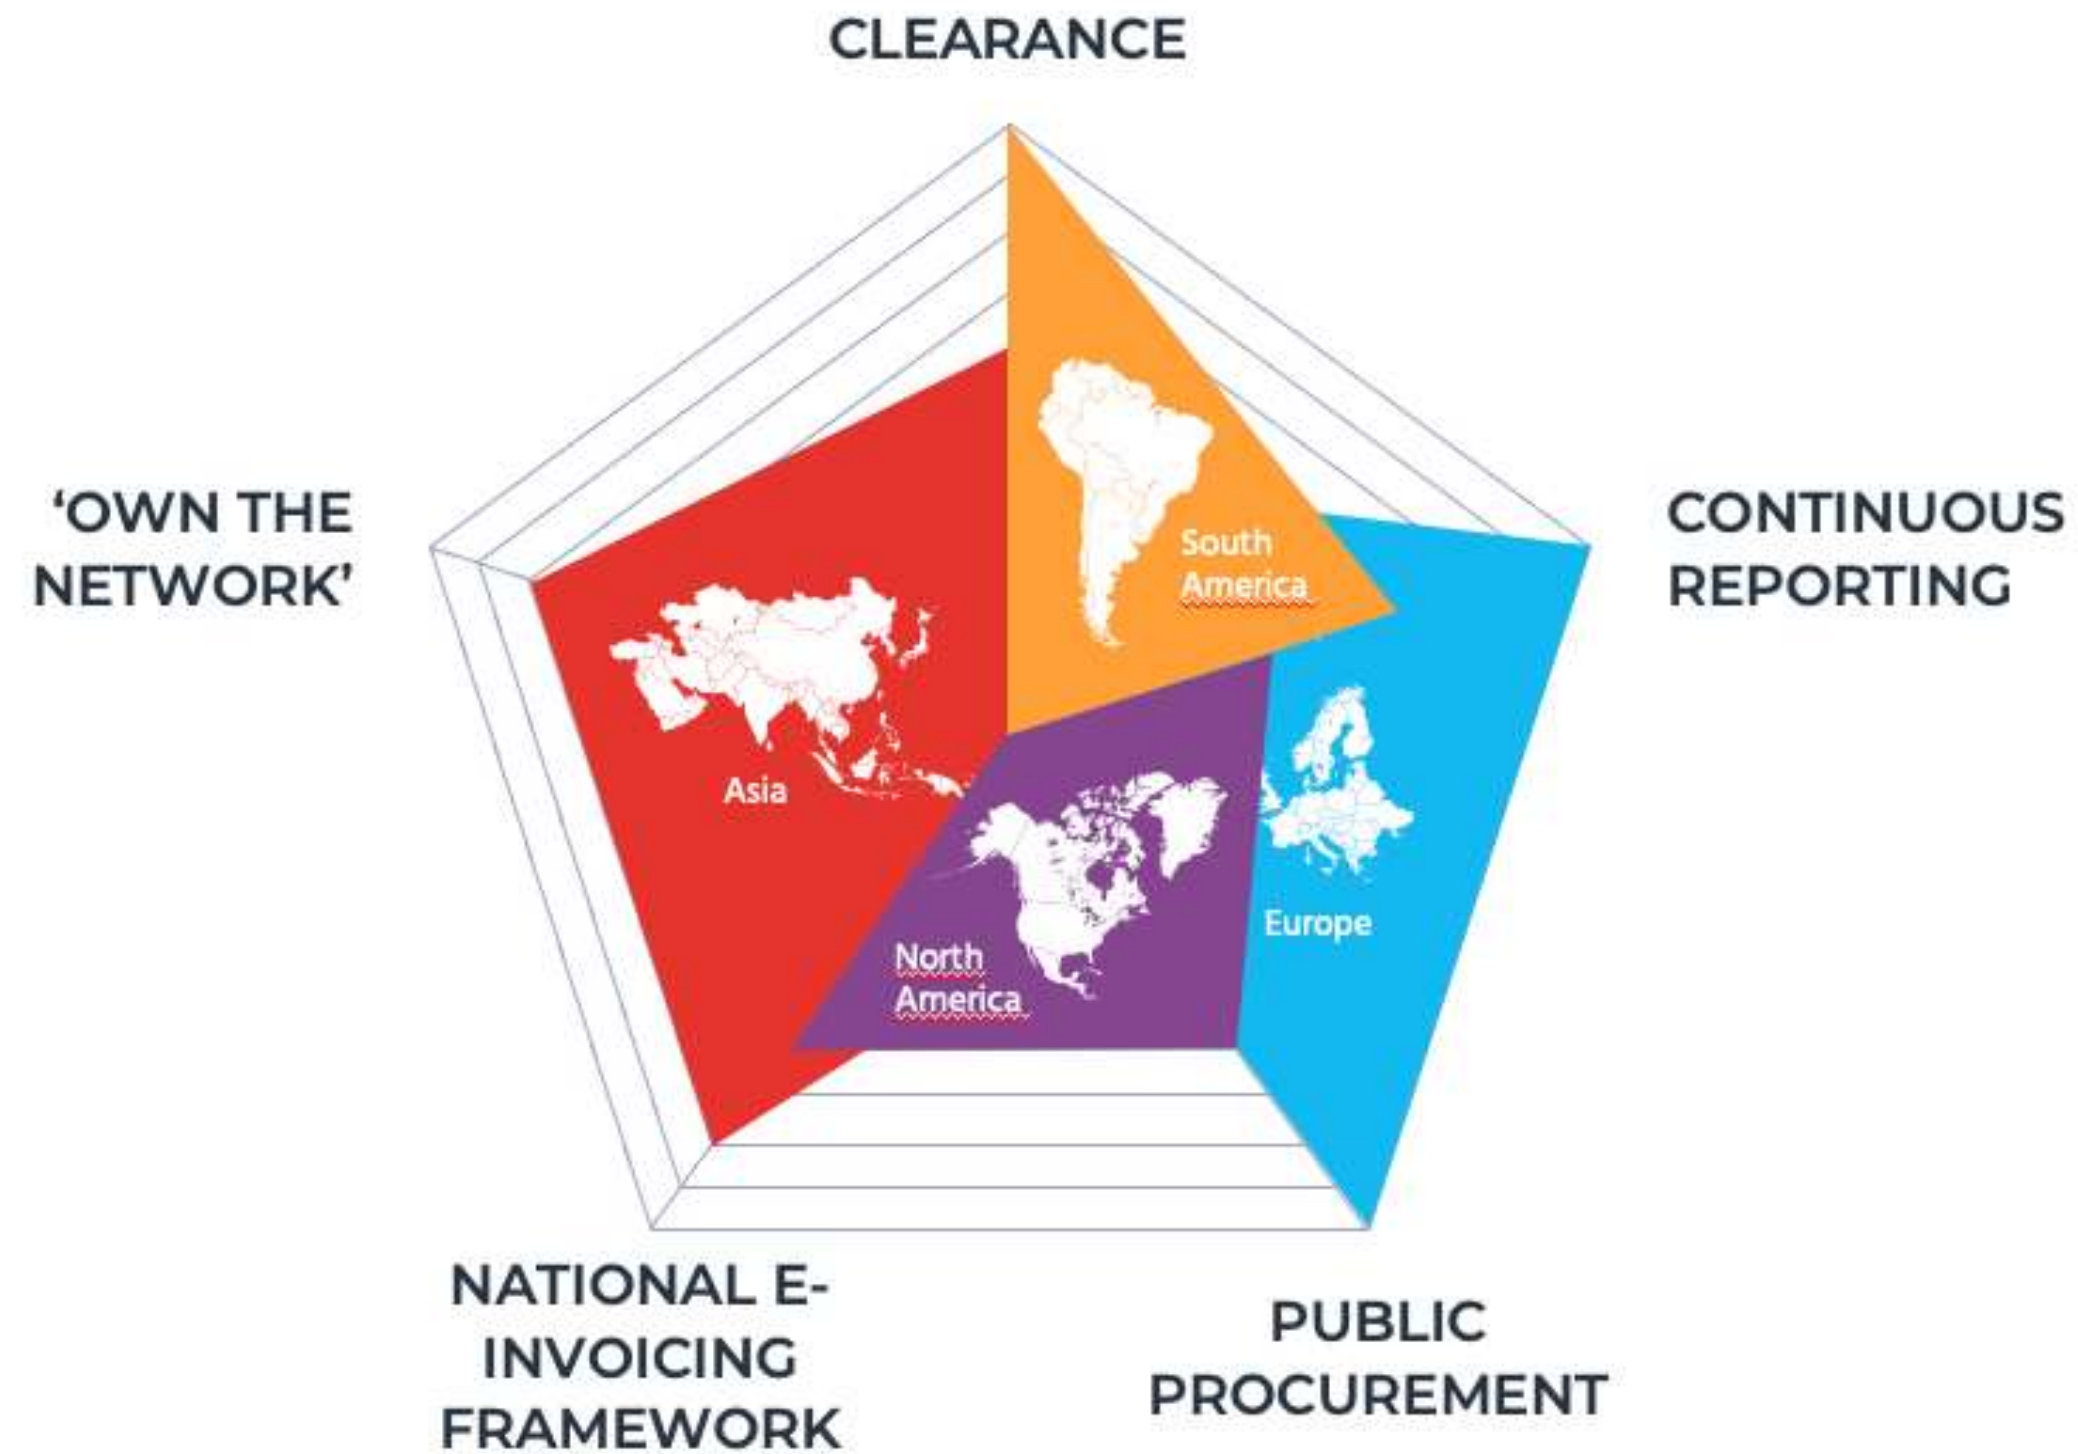 CLEARANCE
‘OWN THE
NETWORK’
CONTINUOUS
REPORTING
South
America
Asia
Europe
North
America
NATIONAL E-
INVOICING
FRAMEWORK
PUBLIC
PROCUREMENT